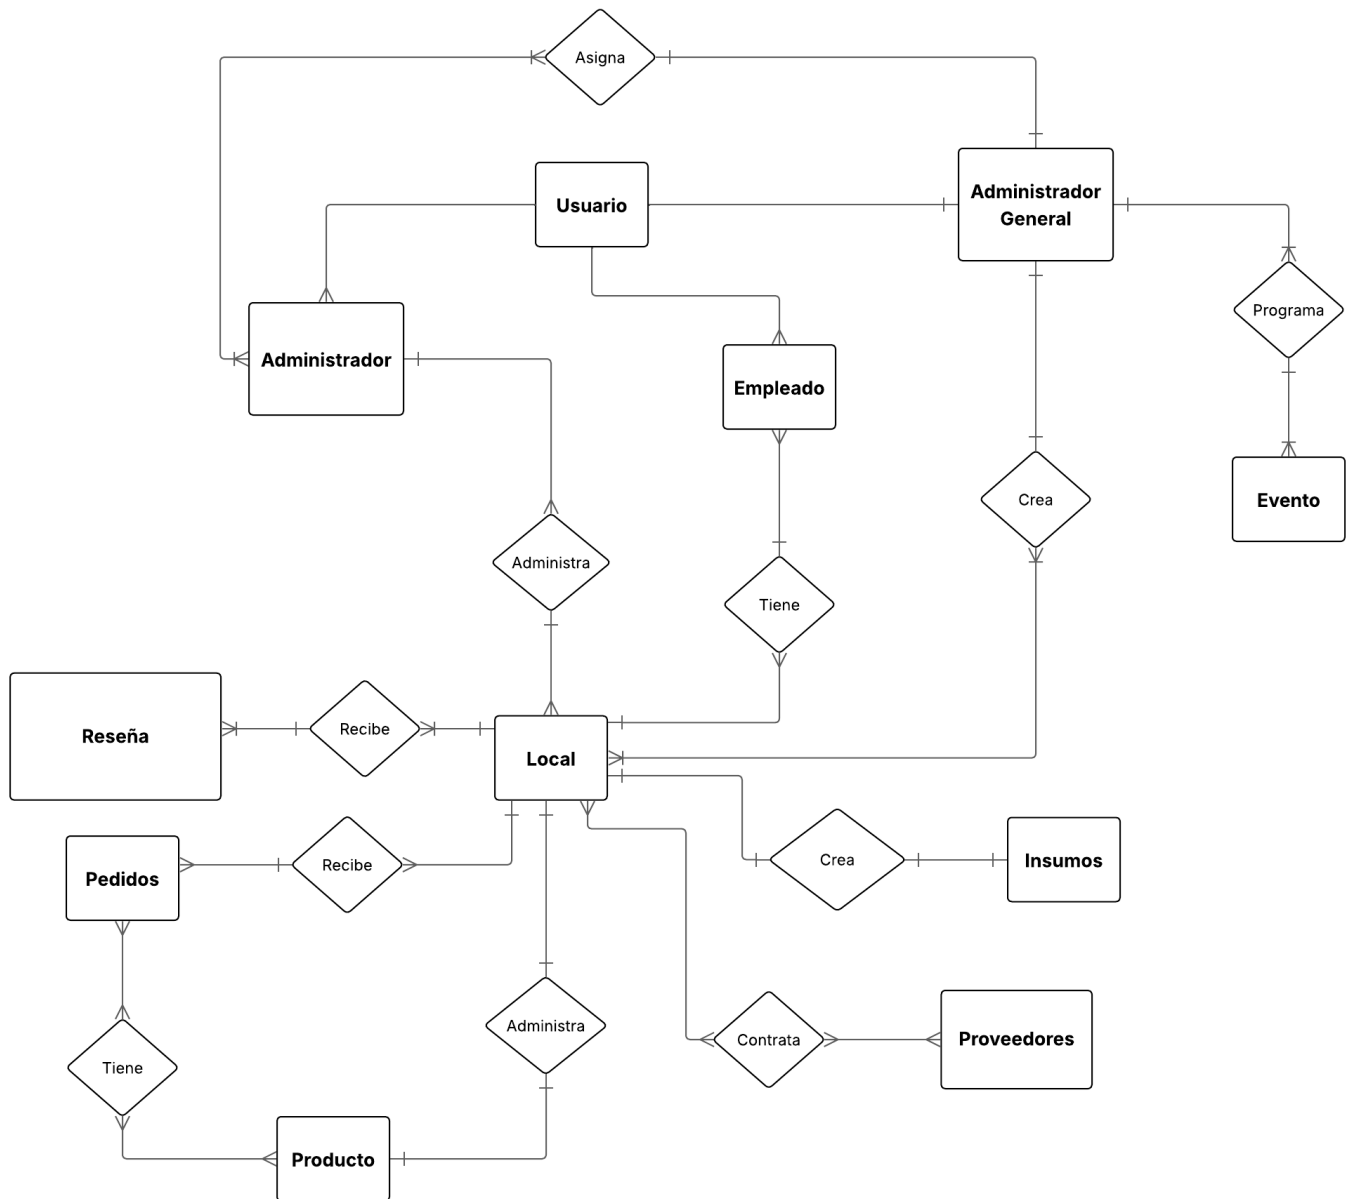 Asigna
Usuario
Administrador
General
Programa
Administrador
Empleado
Crea
Evento
Administra
Tiene
Reseña
Recibe
Local
Pedidos
Recibe
Crea
Insumos
Tiene
Administra
Contrata
Proveedores
Producto